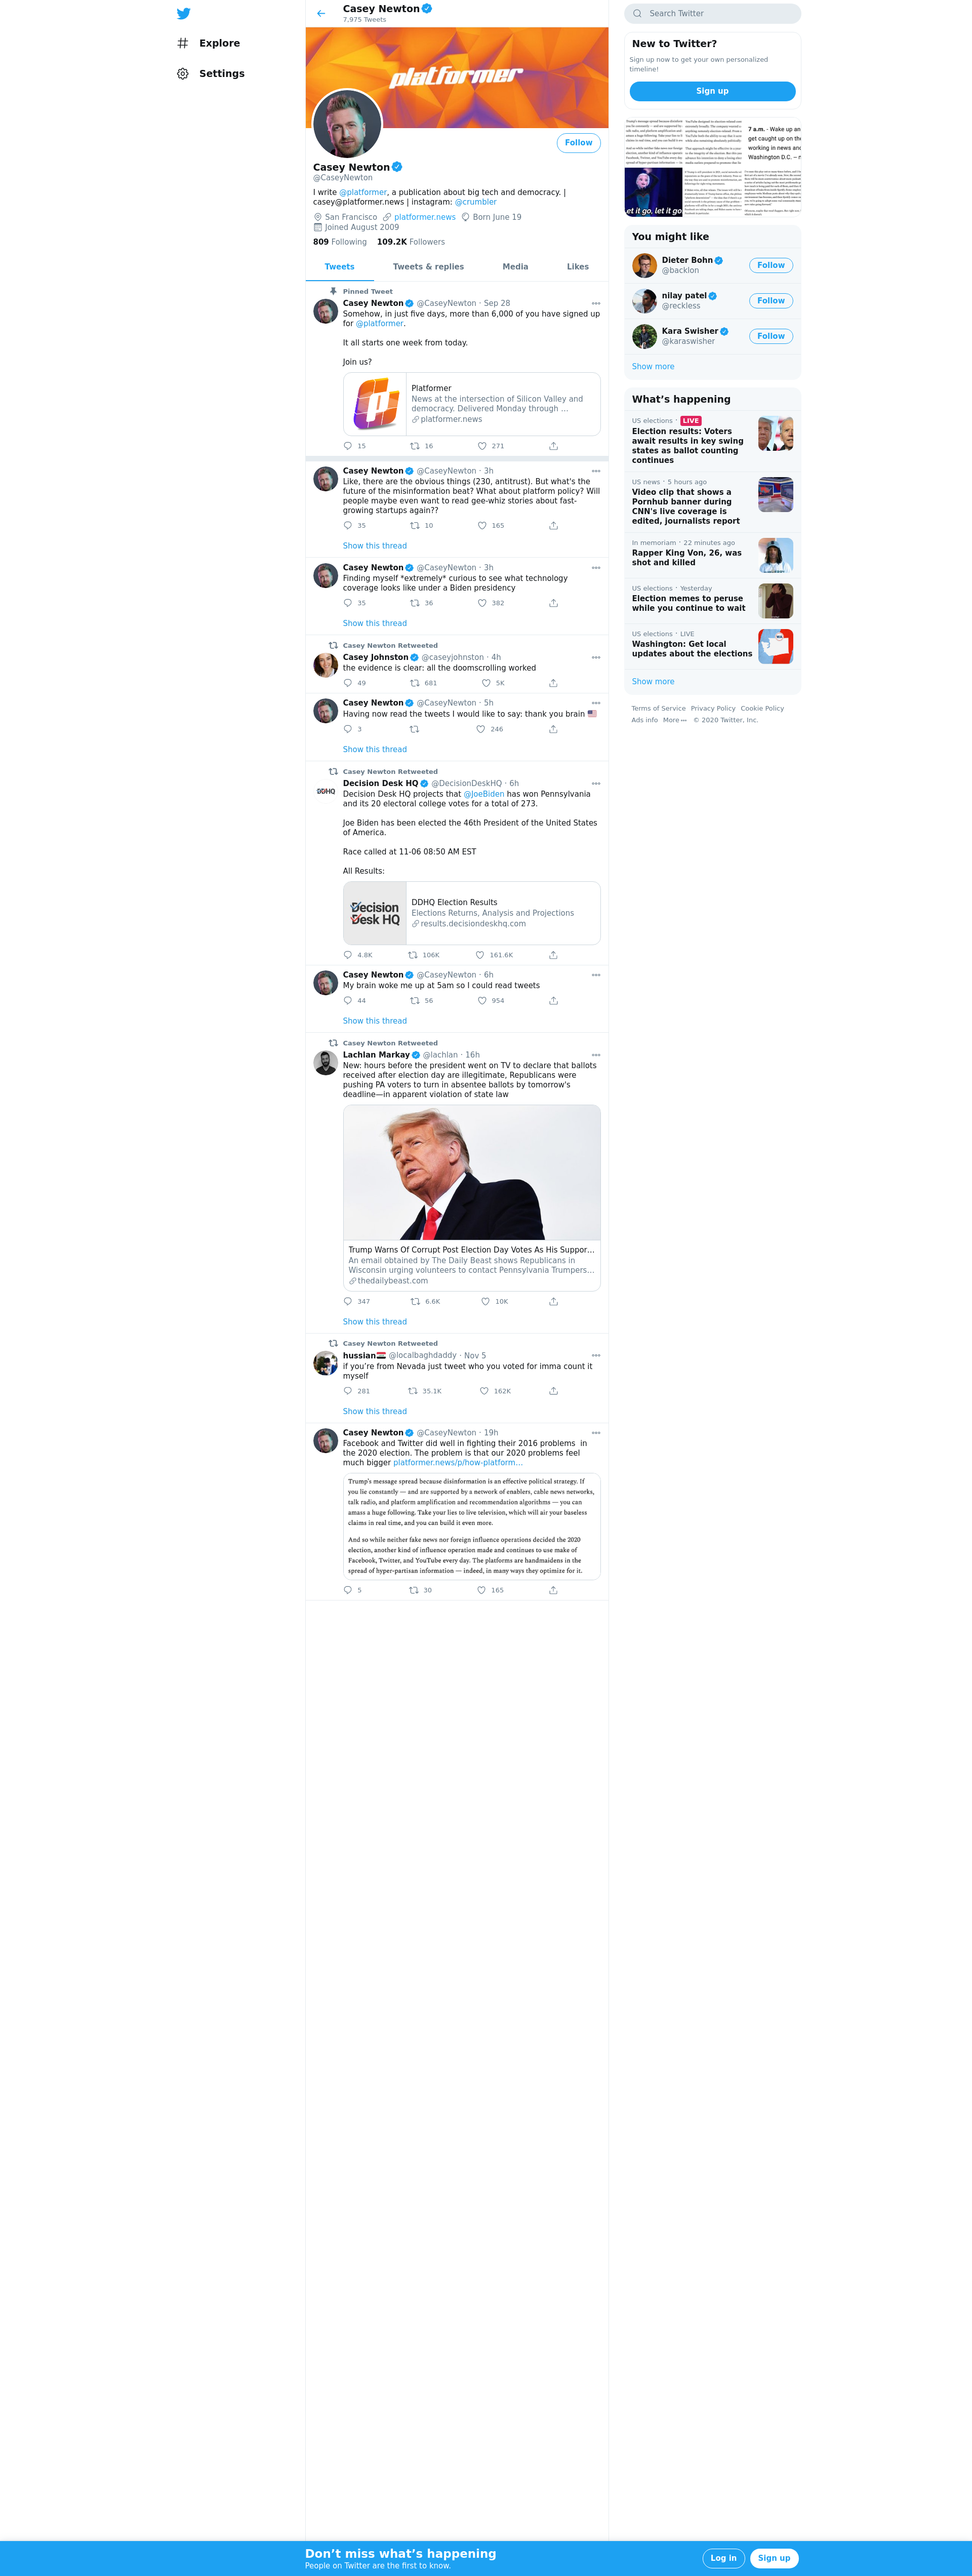 Explore
Settings
Casey Newton
7,975 Tweets
platformer
Follow
Casey Newton
@CaseyNewton
I write @platformer, a publication about big tech and democracy. |
casey@platformer.news | instagram: @crumbler
San Francisco platformer.news Born June 19
Joined August 2009
809 Following 109.2K Followers
Tweets Tweets & replies Media Likes
Pinned Tweet
Casey Newton @CaseyNewton · Sep 28
Somehow, in just five days, more than 6,000 of you have signed up
for @platformer.
It all starts one week from today.
Join us?
Platformer
News at the intersection of Silicon Valley and
democracy. Delivered Monday through ...
platformer.news
15 16 271
Casey Newton @CaseyNewton · 3h
Like, there are the obvious things (230, antitrust). But what's the
future of the misinformation beat? What about platform policy? Will
people maybe even want to read gee-whiz stories about fast-
growing startups again??
35 10 165
Show this thread
Casey Newton @CaseyNewton · 3h
Finding myself *extremely* curious to see what technology
coverage looks like under a Biden presidency
35 36 382
Show this thread
Casey Newton Retweeted
Casey Johnston @caseyjohnston · 4h
the evidence is clear: all the doomscrolling worked
49 681 5K
Casey Newton @CaseyNewton · 5h
Having now read the tweets I would like to say: thank you brain 🇺🇸
3 246
Show this thread
Casey Newton Retweeted
DDHQ
Decision Desk HQ @DecisionDeskHQ · 6h
Decision Desk HQ projects that @JoeBiden has won Pennsylvania
and its 20 electoral college votes for a total of 273.
Joe Biden has been elected the 46th President of the United States
of America.
Race called at 11-06 08:50 AM EST
All Results:
Decision
Desk HQ
DDHQ Election Results
Elections Returns, Analysis and Projections
results.decisiondeskhq.com
4.8K 106K 161.6K
Casey Newton @CaseyNewton · 6h
My brain woke me up at 5am so I could read tweets
44 56 954
Show this thread
Casey Newton Retweeted
Lachlan Markay @lachlan · 16h
New: hours before the president went on TV to declare that ballots
received after election day are illegitimate, Republicans were
pushing PA voters to turn in absentee ballots by tomorrow's
deadline—in apparent violation of state law
Trump Warns Of Corrupt Post Election Day Votes As His Suppor...
An email obtained by The Daily Beast shows Republicans in
Wisconsin urging volunteers to contact Pennsylvania Trumpers...
thedailybeast.com
347 6.6K 10K
Show this thread
Casey Newton Retweeted
hussian @localbaghdaddy · Nov 5
if you're from Nevada just tweet who you voted for imma count it
myself
281 35.1K 162K
Show this thread
Casey Newton @CaseyNewton · 19h
Facebook and Twitter did well in fighting their 2016 problems in
the 2020 election. The problem is that our 2020 problems feel
much bigger platformer.news/p/how-platform...
Trump's message spread because disinformation is an effective political strategy. If
you lie constantly — and are supported by a network of enablers, cable news networks,
talk radio, and platform amplification and recommendation algorithms — you can
amass a huge following. Take your lies to live television, which will air your baseless
claims in real time, and you can build it even more.
And so while neither fake news nor foreign influence operations decided the 2020
election, another kind of influence operation made and continues to use make of
Facebook, Twitter, and YouTube every day. The platforms are handmaidens in the
spread of hyper-partisan information — indeed, in many ways they optimize for it.
5 30 165
Search Twitter
New to Twitter?
Sign up now to get your own personalized
timeline!
Sign up
7 a.m. - Wake up an
get caught up on the
working in news and
Washington D.C. –
et it go, let it go
You might like
Dieter Bohn
@backlon
Follow
nilay patel
@reckless
Follow
Kara Swisher
@karaswisher
Follow
Show more
What's happening
US elections · LIVE
Election results: Voters
await results in key swing
states as ballot counting
continues
US news · 5 hours ago
Video clip that shows a
Pornhub banner during
CNN's live coverage is
edited, journalists report
In memoriam · 22 minutes ago
Rapper King Von, 26, was
shot and killed
US elections · Yesterday
Election memes to peruse
while you continue to wait
US elections · LIVE
Washington: Get local
updates about the elections
Show more
Terms of Service Privacy Policy Cookie Policy
Ads info More © 2020 Twitter, Inc.
Don't miss what's happening
People on Twitter are the first to know.
Log in
Sign up